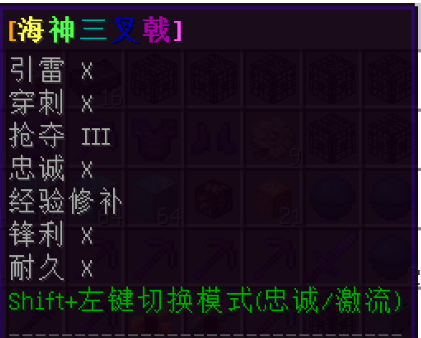 [海神三叉戟]
引雷 X
穿刺 X
抢夺 III
忠诚 X
经验修补
锋利 X
耐久 X
Shift+左键切换模式(忠诚/激流)
--------------------------